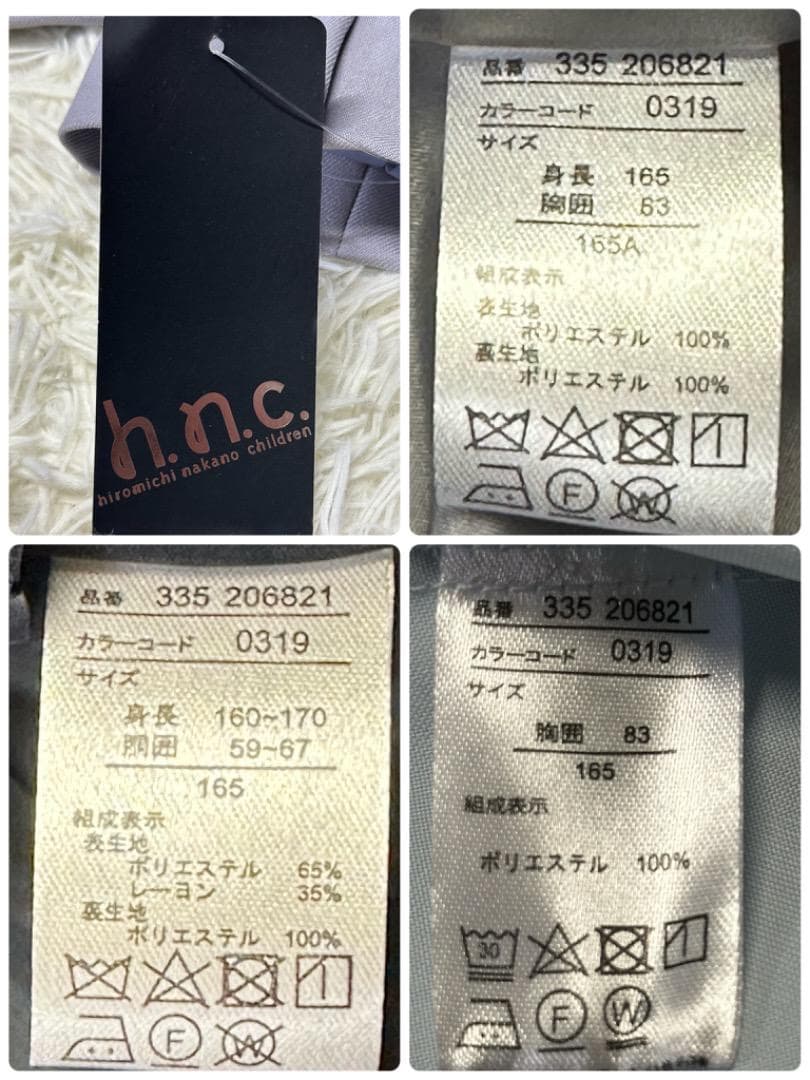 h.n.c.
hiromichi nakano children
品番 335 206821
カラーコード 0319
サイズ
身長 165
胸囲 83
165A
組成表示
表生地
ポリエステル 100%
裏生地
ポリエステル 100%
F
W
品番 335 206821
カラーコード 0319
サイズ
身長 160~170
胴囲 59~67
165
組成表示
表生地
ポリエステル 65%
レーヨン 35%
裏生地
ポリエステル 100%
F
W
品番 335 206821
カラーコード 0319
サイズ
胸囲 83
165
組成表示
ポリエステル 100%
30
F
W